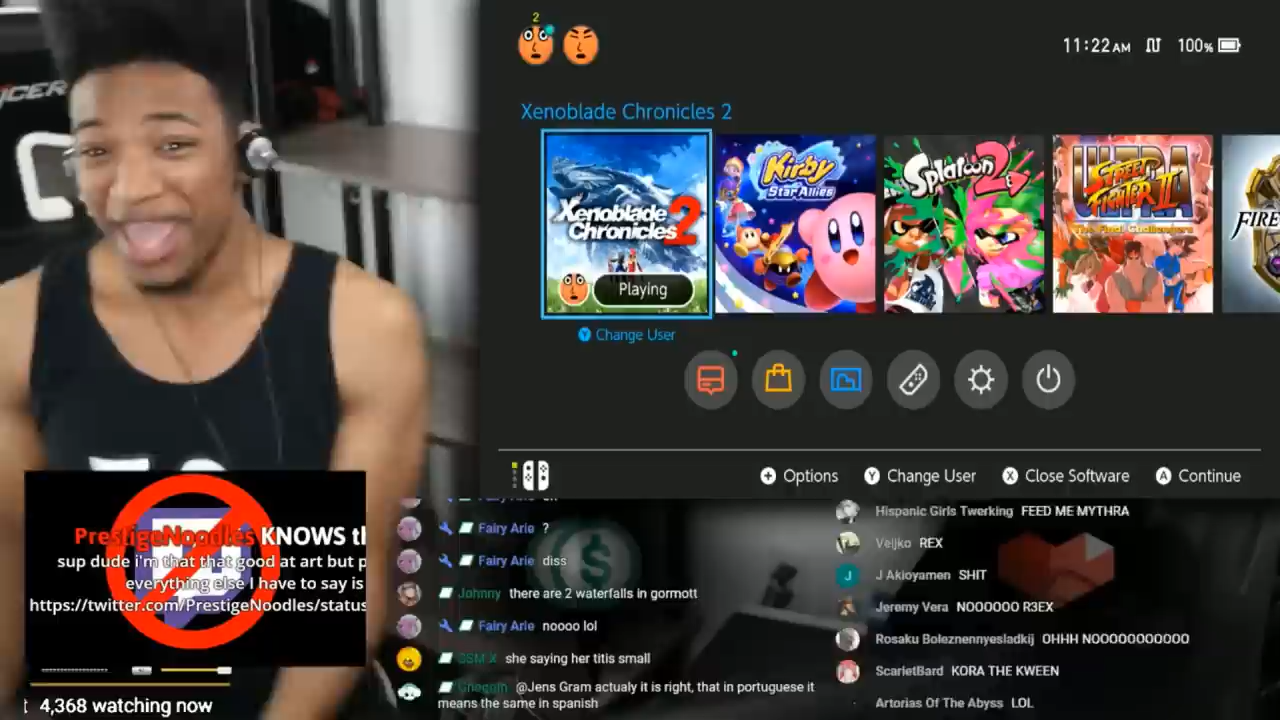 2
11:22 AM 100%
Xenoblade Chronicles 2
Xenoblade
Chronicles 2
Playing
Kirby
Star Allies
Splatoon 2
ULTRA
STREET
FIGHTER II
The Final Challengers
FIRE
Change User
Options Change User Close Software Continue
PrestigeNoodles KNOWS
sup dude i'm that that good at art but
everything else I have to say is
https://twitter.com/PrestigeNoodles/status
4,368 watching now
Fairy Arie ?
Fairy Arie diss
Johnny there are 2 waterfalls in gormott
Fairy Arie noooo lol
GSM X she saying her titis small
@Jens Gram actualy it is right, that in portuguese it
means the same in spanish
Hispanic Girls Twerking FEED ME MYTHRA
Veljko REX
J Akioyamen SHIT
Jeremy Vera NOOOOOO R3EX
Rosaku Boleznennyesladkij OHHH NOOOOOOOOOOO
ScarletBard KORA THE KWEEN
Artorias Of The Abyss LOL